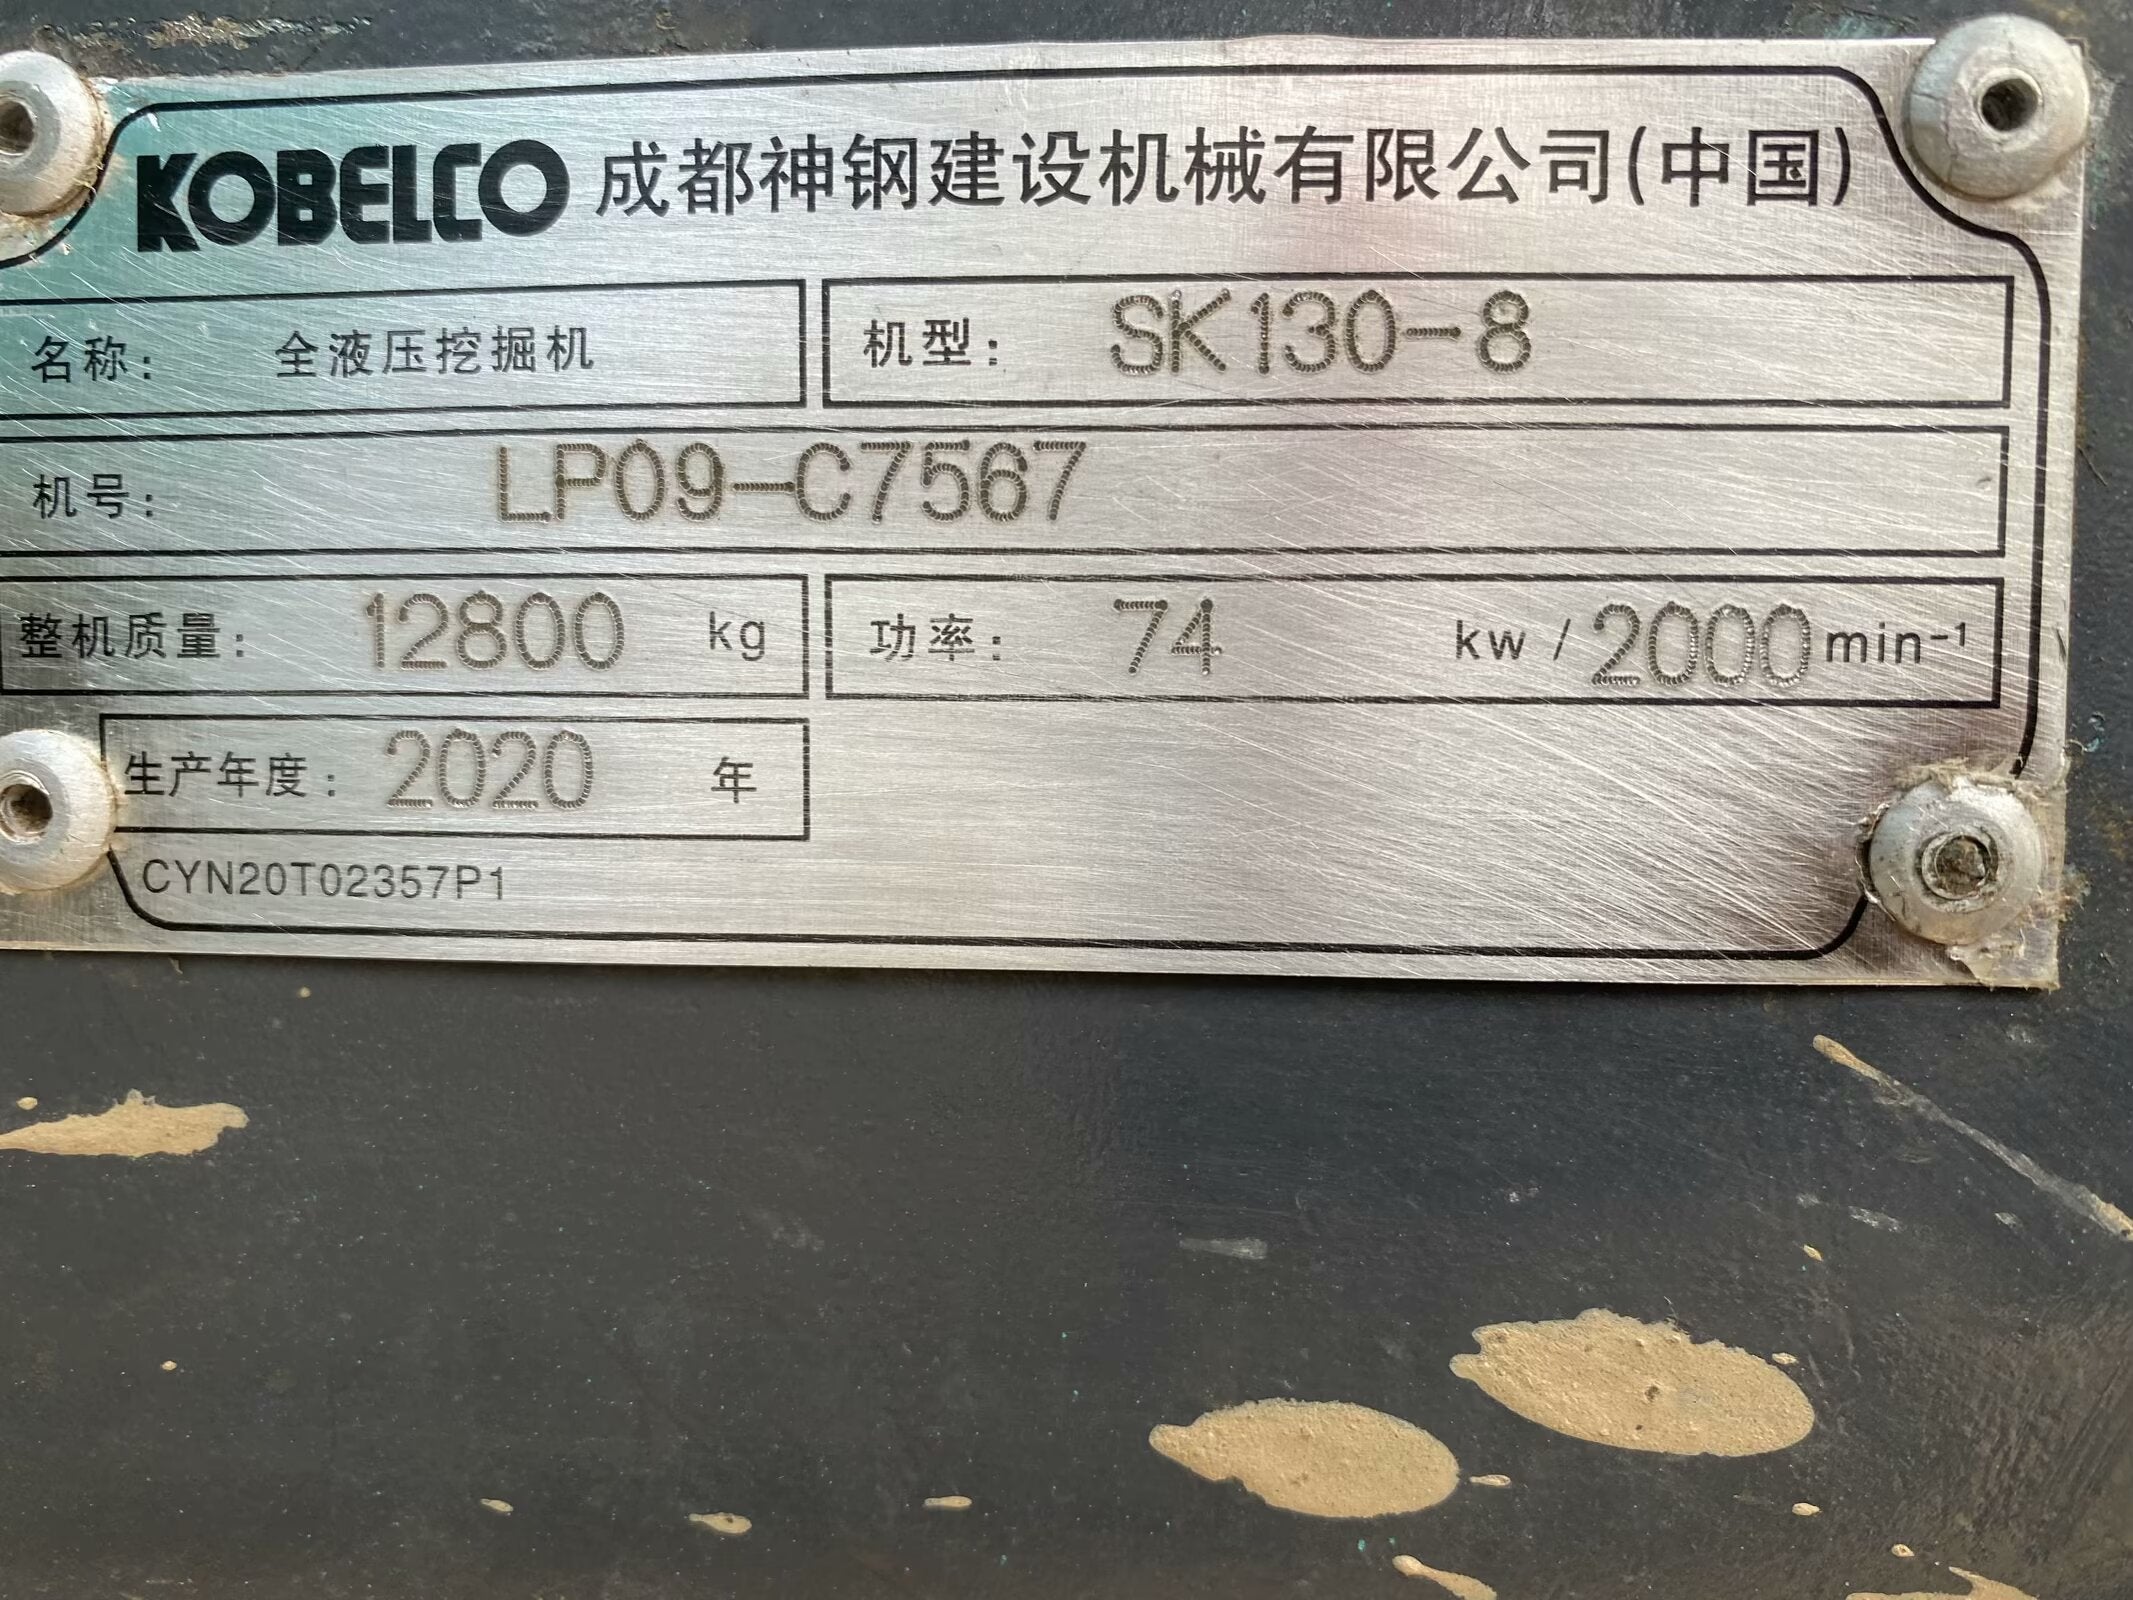 KOBELCO 成都神钢建设机械有限公司(中国)
名称: 全液压挖掘机 机型: SK130-8
机号: LP09-C7567
整机质量: 12800 kg 功率: 74 kw / 2000 min⁻¹
生产年度: 2020 年
CYN20T02357P1